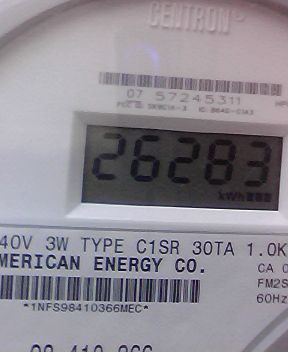 CENTRON
07 57245311
26283
kWh
40V 3W TYPE C1SR 30TA 1.0K
MERICAN ENERGY CO.
CA 0
FM2S
60Hz
*1NFS98410366MEC*